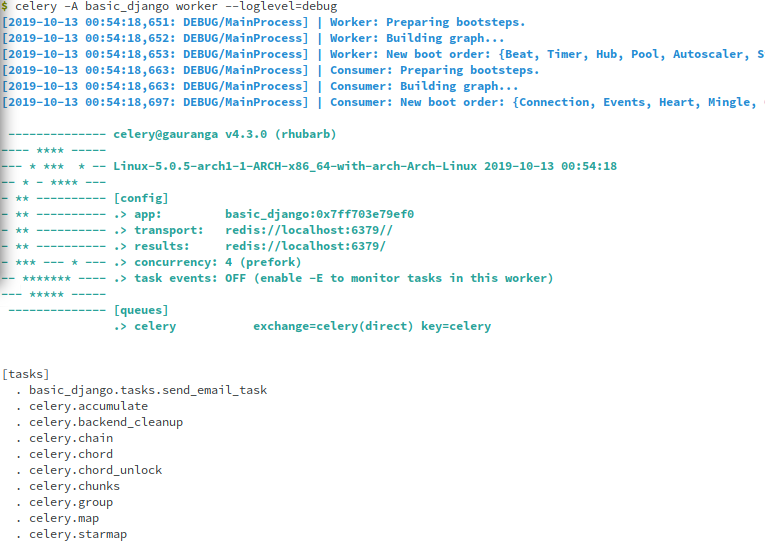 $ celery -A basic_django worker --loglevel=debug
[2019-10-13 00:54:18,651: DEBUG/MainProcess] | Worker: Preparing bootsteps.
[2019-10-13 00:54:18,652: DEBUG/MainProcess] | Worker: Building graph...
[2019-10-13 00:54:18,653: DEBUG/MainProcess] | Worker: New boot order: {Beat, Timer, Hub, Pool, Autoscaler, S
[2019-10-13 00:54:18,663: DEBUG/MainProcess] | Consumer: Preparing bootsteps.
[2019-10-13 00:54:18,663: DEBUG/MainProcess] | Consumer: Building graph...
[2019-10-13 00:54:18,697: DEBUG/MainProcess] | Consumer: New boot order: {Connection, Events, Heart, Mingle,

 -------------- celery@gauranga v4.3.0 (rhubarb)
---- **** -----
--- * ***  * -- Linux-5.0.5-arch1-1-ARCH-x86_64-with-arch-Arch-Linux 2019-10-13 00:54:18
-- * - **** ---
- ** ---------- [config]
- ** ---------- .> app:         basic_django:0x7ff703e79ef0
- ** ---------- .> transport:   redis://localhost:6379//
- ** ---------- .> results:     redis://localhost:6379/
- *** --- * --- .> concurrency: 4 (prefork)
-- ******* ---- .> task events: OFF (enable -E to monitor tasks in this worker)
--- ***** -----
 -------------- [queues]
                .> celery           exchange=celery(direct) key=celery

[tasks]
  . basic_django.tasks.send_email_task
  . celery.accumulate
  . celery.backend_cleanup
  . celery.chain
  . celery.chord
  . celery.chord_unlock
  . celery.chunks
  . celery.group
  . celery.map
  . celery.starmap